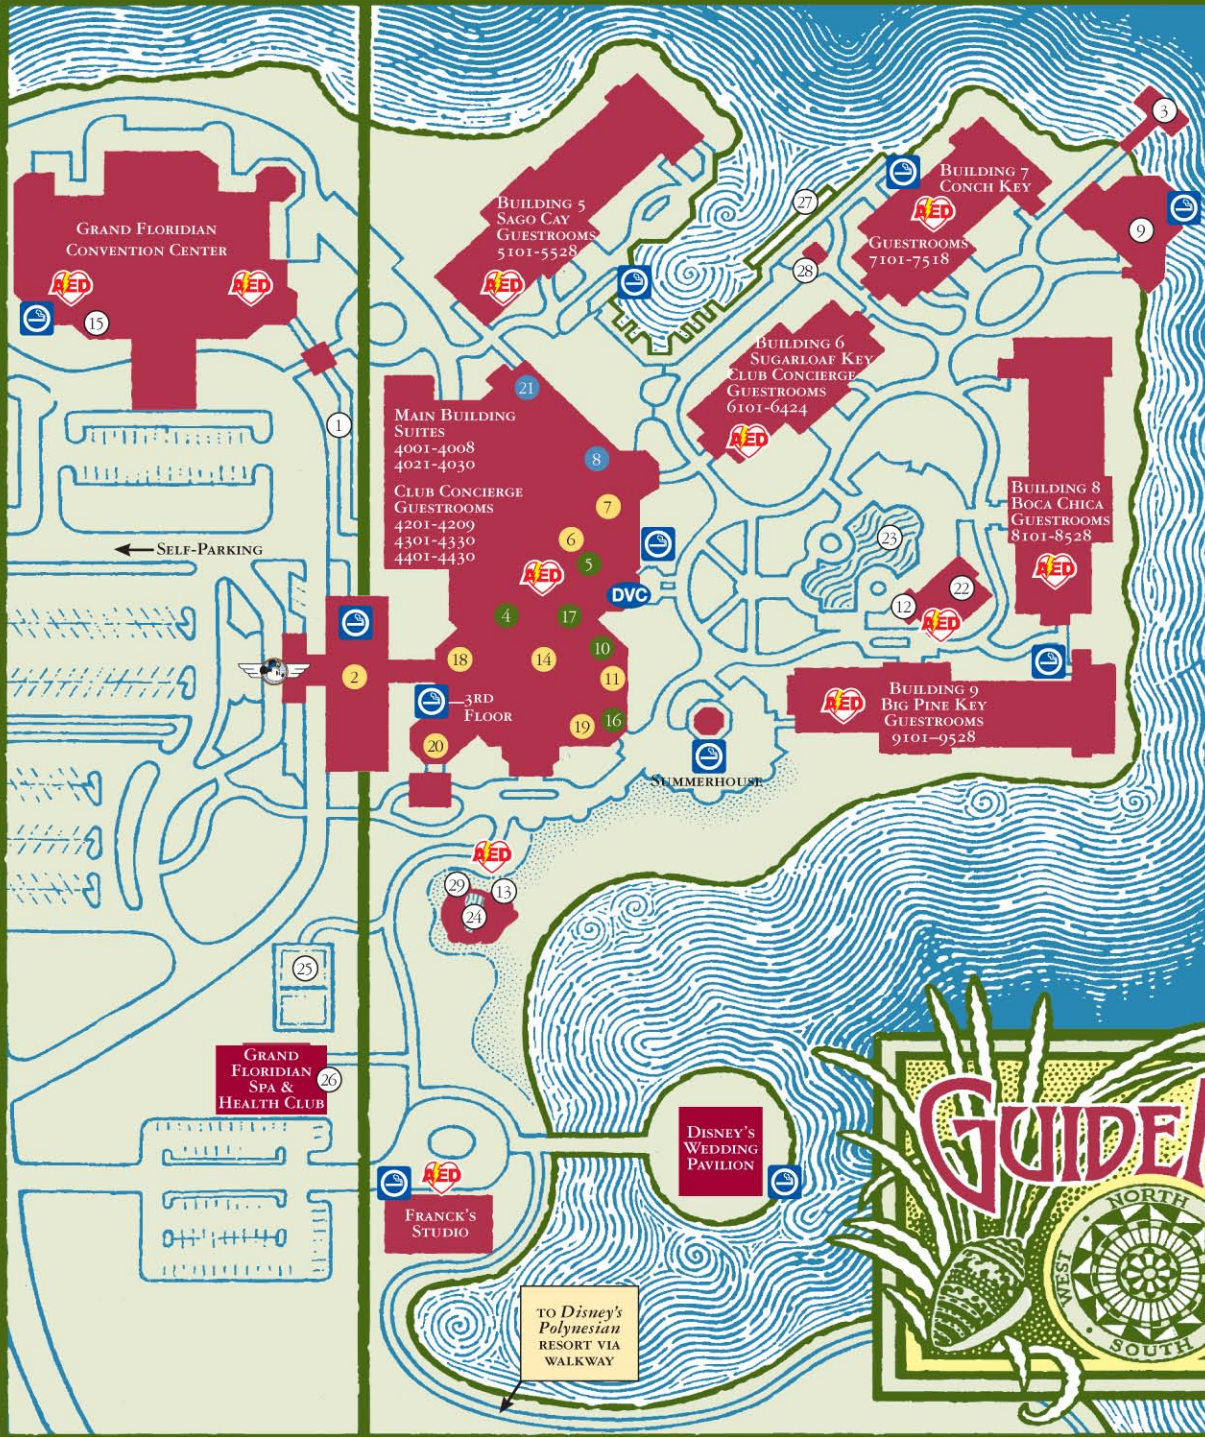 3
27
BUILDING 7
CONCH KEY
AED
GUESTROOMS
7101-7518
BUILDING 5
SAGO CAY
GUESTROOMS
5101-5528
AED
9
28
GRAND FLORIDIAN
CONVENTION CENTER
AED
AED
15
BUILDING 6
SUGARLOAF KEY
CLUB CONCIERGE
GUESTROOMS
6101-6424
AED
21
1
MAIN BUILDING
SUITES
4001-4008
4021-4030
CLUB CONCIERGE
GUESTROOMS
4201-4209
4301-4330
4401-4430
8
7
6
5
AED
DVC
4
17
10
18
14
11
19
16
2
3RD
FLOOR
20
SELF-PARKING
BUILDING 8
BOCA CHICA
GUESTROOMS
8101-8528
AED
23
22
12
AED
BUILDING 9
BIG PINE KEY
GUESTROOMS
9101–9528
AED
SUMMERHOUSE
AED
29
13
24
25
GRAND
FLORIDIAN
SPA &
HEALTH CLUB
26
DISNEY'S
WEDDING
PAVILION
AED
FRANCK'S
STUDIO
TO Disney's
Polynesian
RESORT VIA
WALKWAY
NORTH
WEST
SOUTH